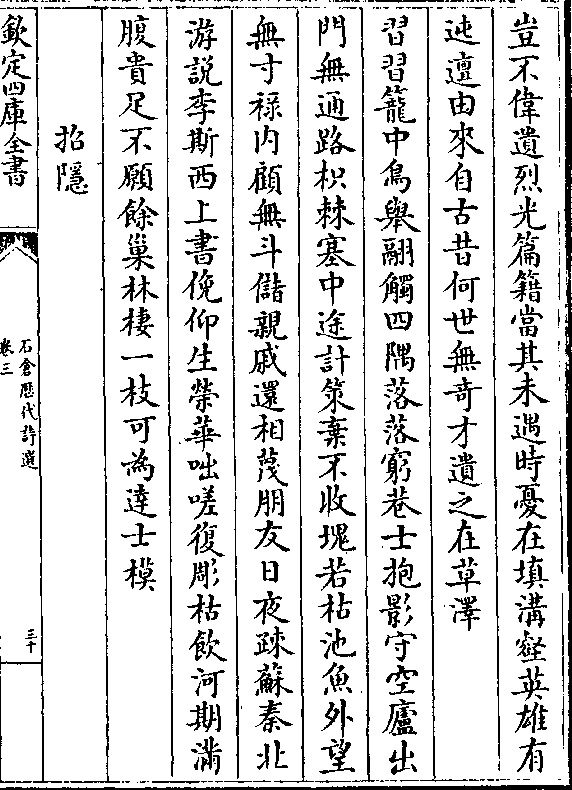 豈不偉遺烈光篇籍當其未遇時憂在填溝壑英雄有
迍邅由來自古昔何世無奇才遺之在草澤
習習籠中鳥舉翮觸四隅落落窮巷士抱影守空廬出
門無通路枳棘塞中途計策棄不收塊若枯池魚外望
無寸祿内顧無斗儲親戚還相蔑朋友日夜疎蘇秦北
游說李斯西上書俛仰生榮華咄嗟復彫枯飲河期滿
腹貴足不願餘巢林棲一枝可為達士模
招隱
欽定四庫全書
石倉歴代詩選
卷三
三十